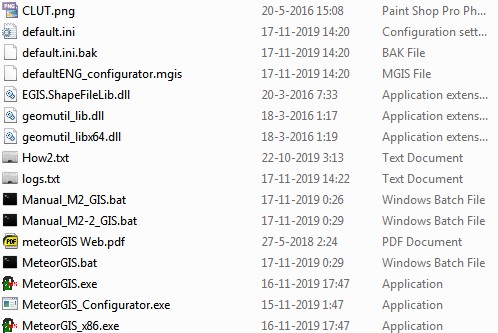 CLUT.png 20-5-2016 15:08 Paint Shop Pro Ph...
default.ini 17-11-2019 14:20 Configuration sett...
default.ini.bak 17-11-2019 14:20 BAK File
defaultENG_configurator.mgis 17-11-2019 14:20 MGIS File
EGIS.ShapeFileLib.dll 20-3-2016 7:33 Application extens...
geomutil_lib.dll 18-3-2016 1:17 Application extens...
geomutil_libx64.dll 18-3-2016 1:19 Application extens...
How2.txt 22-10-2019 3:13 Text Document
logs.txt 17-11-2019 14:22 Text Document
Manual_M2_GIS.bat 17-11-2019 0:26 Windows Batch File
Manual_M2-2_GIS.bat 17-11-2019 0:29 Windows Batch File
PDF meteorGIS Web.pdf 27-5-2018 2:24 PDF Document
MeteorGIS.bat 17-11-2019 0:29 Windows Batch File
MeteorGIS.exe 16-11-2019 17:47 Application
MeteorGIS_Configurator.exe 15-11-2019 1:47 Application
MeteorGIS_x86.exe 16-11-2019 17:47 Application